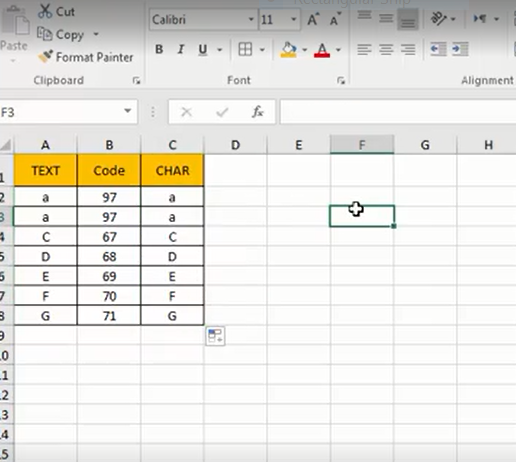 Cut
Copy
Paste
Format Painter
Clipboard
Calibri 11 A A
B I U A
Font
Alignment
F3 fx
A B C D E F G H
1 TEXT Code CHAR
2 a 97 a
3 a 97 a
4 C 67 C
5 D 68 D
6 E 69 E
7 F 70 F
8 G 71 G
9
10
11
12
13
14
15